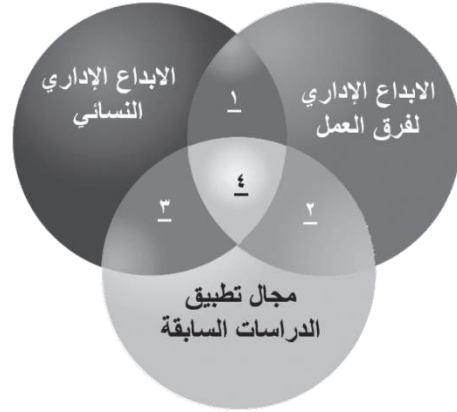 الابداع الإداري
النسائي
الابداع الإداري
لفرق العمل
١
٤
٣
٢
مجال تطبيق
الدراسات السابقة